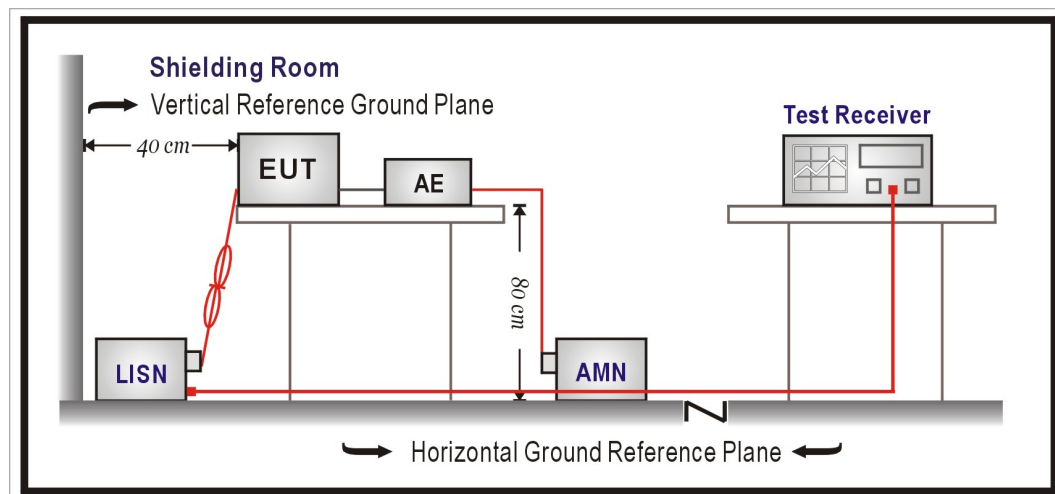 Shielding Room
Vertical Reference Ground Plane
Test Receiver
40 cm
EUT
AE
80 cm
LISN
AMN
Horizontal Ground Reference Plane